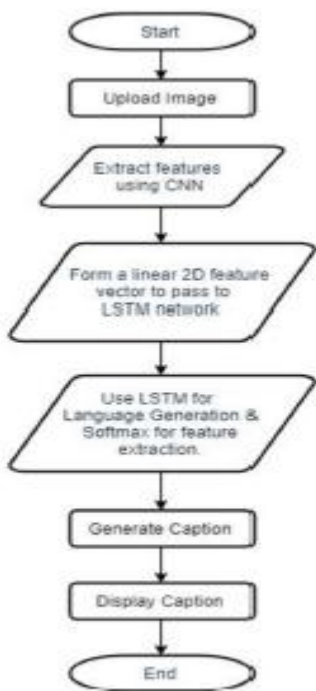 Start
Upload Image
Extract features
using CNN
Form a linear 2D feature
vector to pass to
LSTM network
Use LSTM for
Language Generation &
Softmax for feature
extraction.
Generate Caption
Display Caption
End